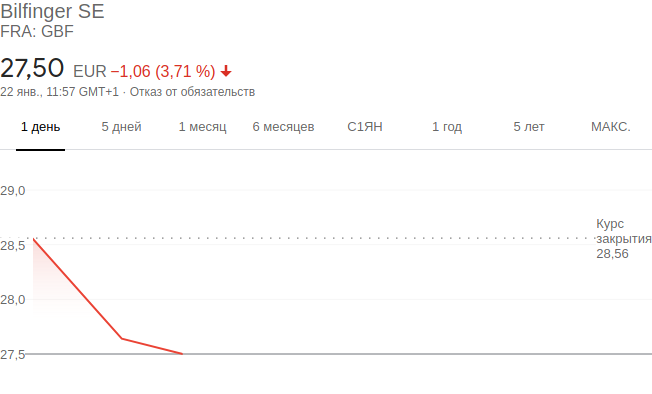 Bilfinger SE
FRA: GBF
27,50 EUR −1,06 (3,71 %)
22 янв., 11:57 GMT+1 · Отказ от обязательств
1 день 5 дней 1 месяц 6 месяцев С1ЯН 1 год 5 лет МАКС.
29,0
Курс
закрытия
28,56
28,5
28,0
27,5